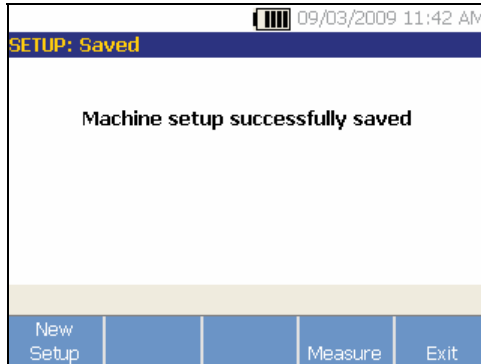 09/03/2009 11:42 AM
SETUP: Saved
Machine setup successfully saved
New
Setup
Measure
Exit